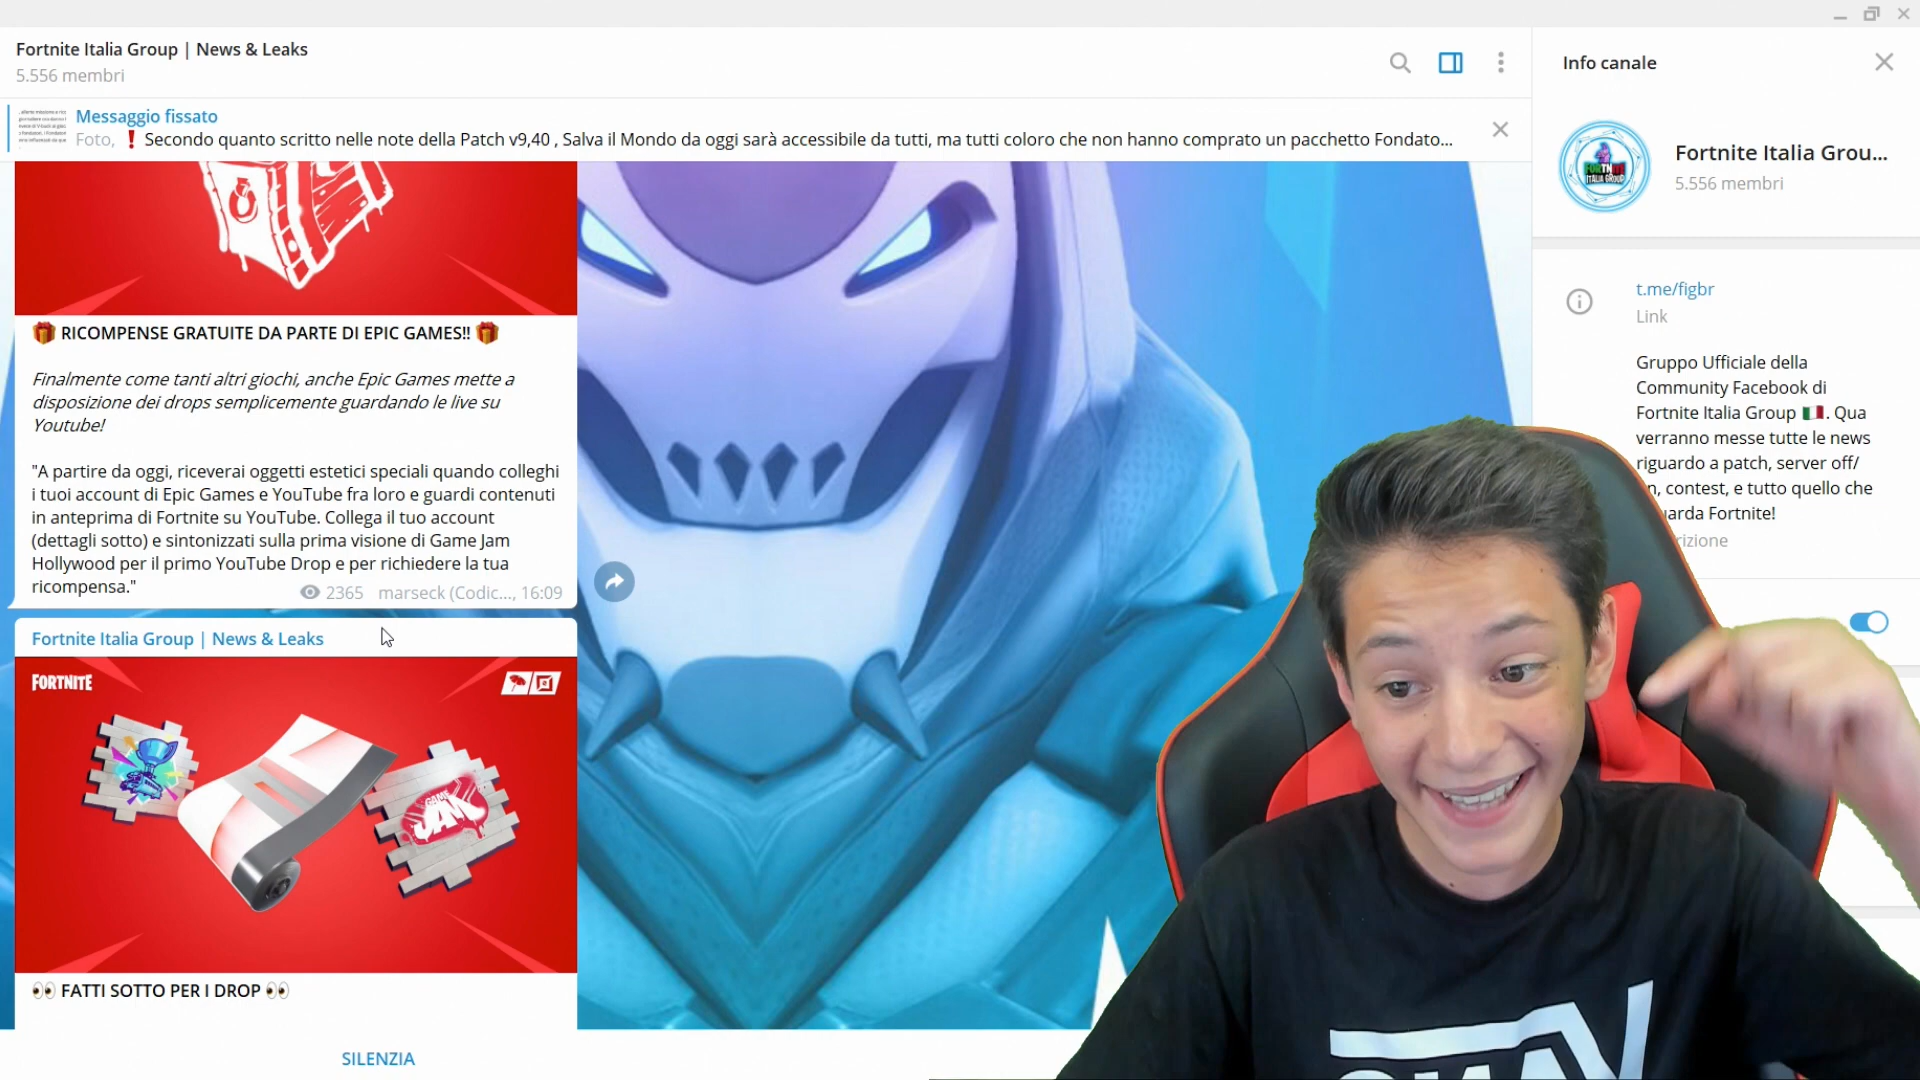 Fortnite Italia Group | News & Leaks
5.556 membri
Messaggio fissato
Foto, ❗ Secondo quanto scritto nelle note della Patch v9,40 , Salva il Mondo da oggi sarà accessibile da tutti, ma tutti coloro che non hanno comprato un pacchetto Fondato...
🎁 RICOMPENSE GRATUITE DA PARTE DI EPIC GAMES!! 🎁
Finalmente come tanti altri giochi, anche Epic Games mette a
disposizione dei drops semplicemente guardando le live su
Youtube!
"A partire da oggi, riceverai oggetti estetici speciali quando colleghi
i tuoi account di Epic Games e YouTube fra loro e guardi contenuti
in anteprima di Fortnite su YouTube. Collega il tuo account
(dettagli sotto) e sintonizzati sulla prima visione di Game Jam
Hollywood per il primo YouTube Drop e per richiedere la tua
ricompensa."
2365 marseck (Codic..., 16:09
Fortnite Italia Group | News & Leaks
FORTNITE
GAME
JAM
👀 FATTI SOTTO PER I DROP 👀
SILENZIA
Info canale
FORTNITE
ITALIA GROUP
Fortnite Italia Grou...
5.556 membri
t.me/figbr
Link
Gruppo Ufficiale della
Community Facebook di
Fortnite Italia Group 🇮🇹. Qua
verranno messe tutte le news
riguardo a patch, server off/
n, contest, e tutto quello che
uarda Fortnite!
rizione